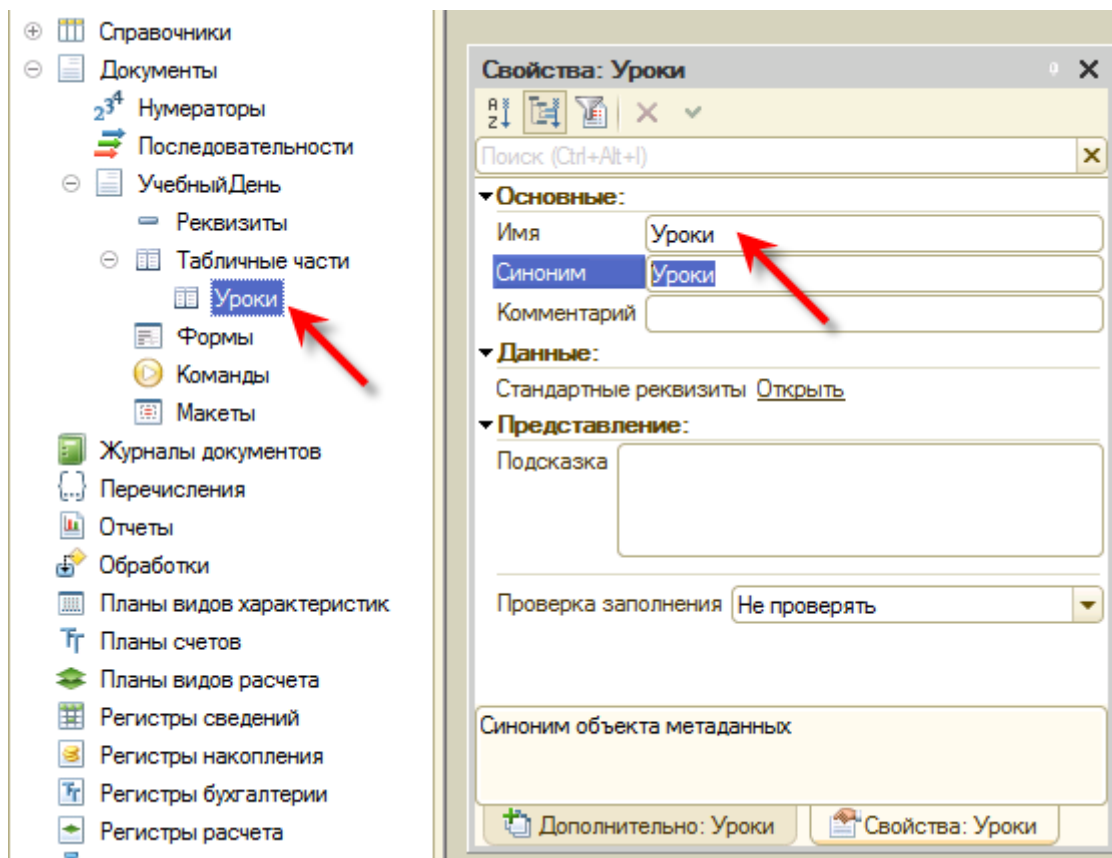 Справочники
Документы
Нумераторы
Последовательности
УчебныйДень
Реквизиты
Табличные части
Уроки
Формы
Команды
Макеты
Журналы документов
Перечисления
Отчеты
Обработки
Планы видов характеристик
Планы счетов
Планы видов расчета
Регистры сведений
Регистры накопления
Регистры бухгалтерии
Регистры расчета
Свойства: Уроки
Поиск (Ctrl+Alt+I)
Основные:
Имя Уроки
Синоним Уроки
Комментарий
Данные:
Стандартные реквизиты Открыть
Представление:
Подсказка
Проверка заполнения Не проверять
Синоним объекта метаданных
Дополнительно: Уроки Свойства: Уроки